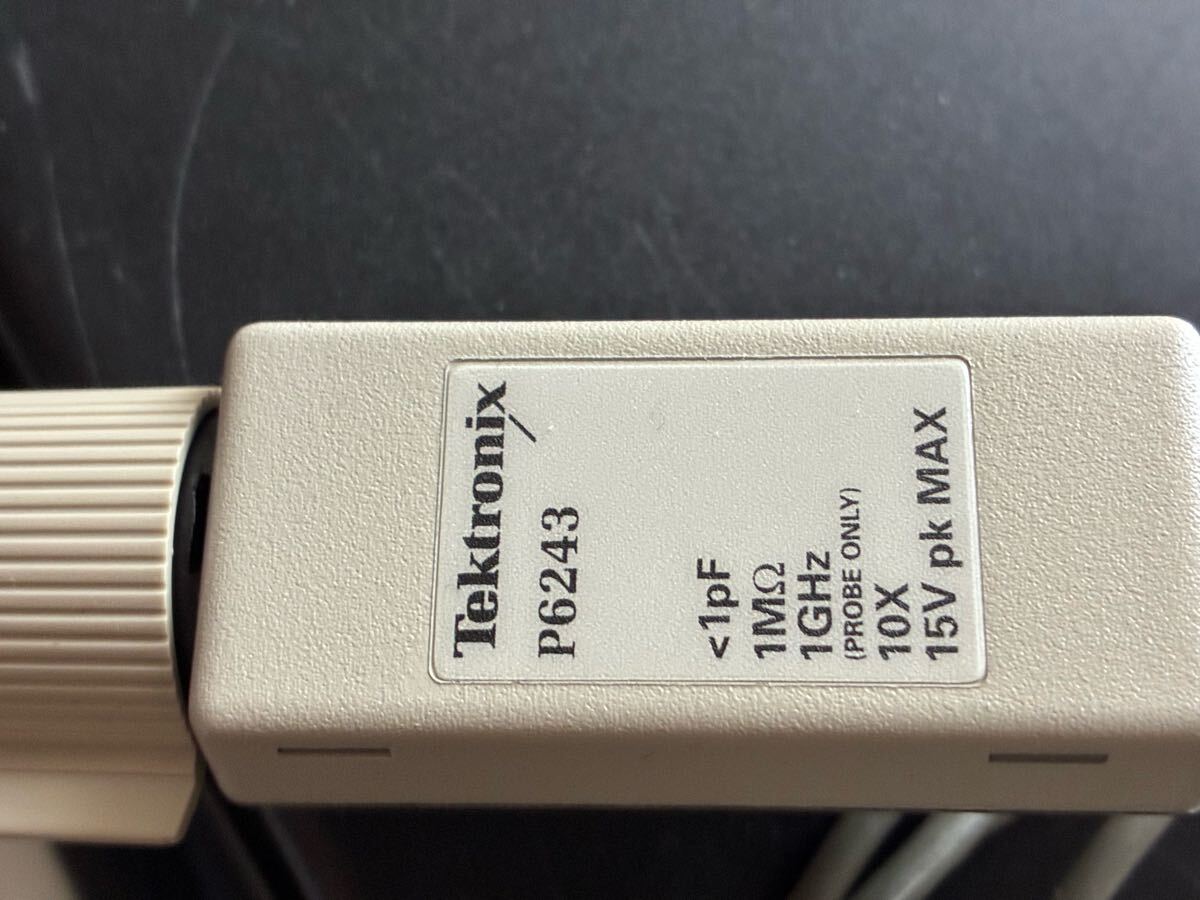 Tektronix
P6243
<1pF
1MΩ
1GHz
(PROBE ONLY)
10X
15V pk MAX